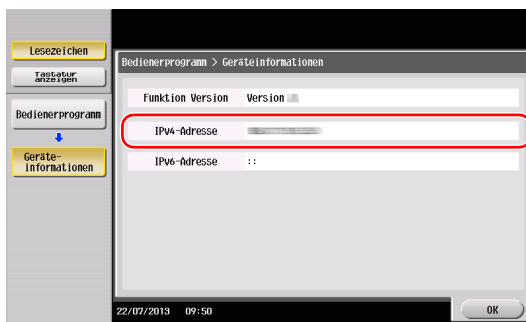 Lesezeichen
Tastatur
anzeigen
Bedienerprogramm
Geräte-
informationen
Bedienerprogramm > Geräteinformationen
Funktion Version Version
IPv4-Adresse
IPv6-Adresse ::
22/07/2013 09:50
OK